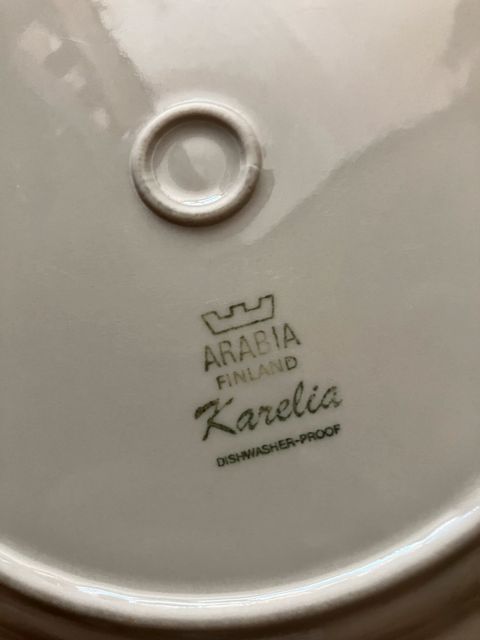 ARABIA
FINLAND
Karelia
DISHWASHER-PROOF